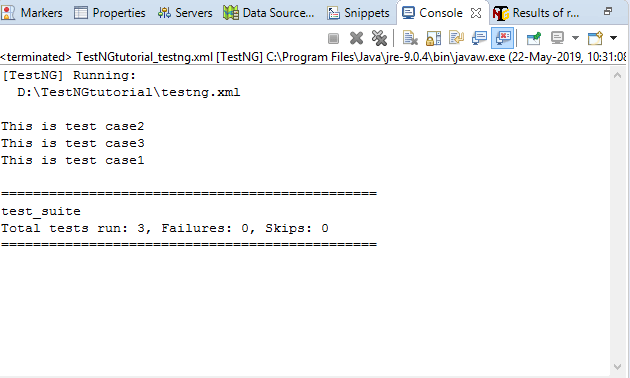 Markers Properties Servers Data Source... Snippets Console Results of r...
<terminated> TestNGtutorial_testng.xml [TestNG] C:\Program Files\Java\jre-9.0.4\bin\javaw.exe (22-May-2019, 10:31:08
[TestNG] Running:
D:\TestNGtutorial\testng.xml
This is test case2
This is test case3
This is test case1
===============================================
test_suite
Total tests run: 3, Failures: 0, Skips: 0
===============================================